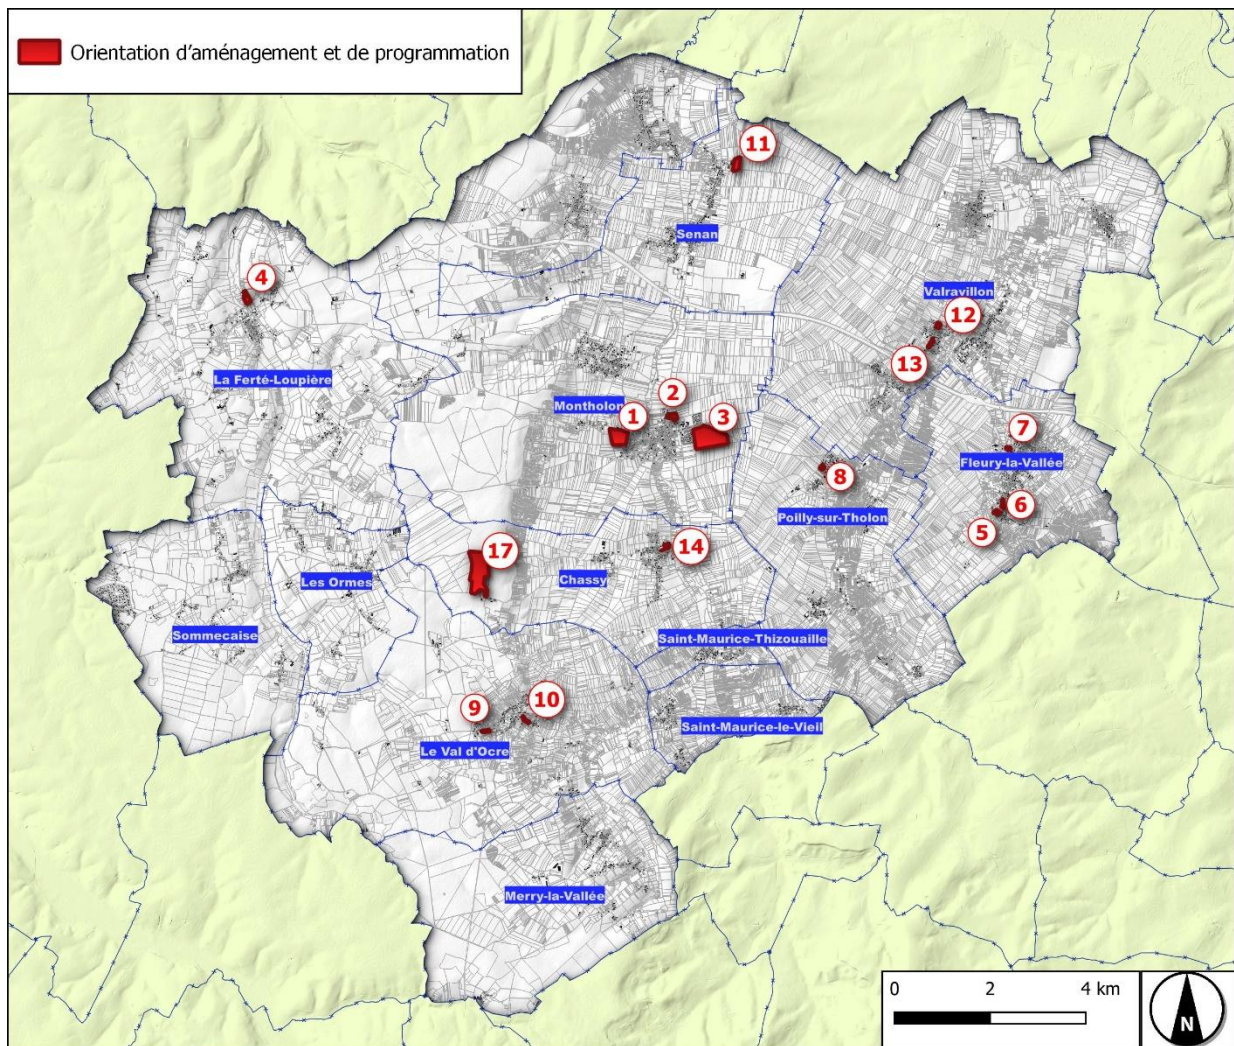 Orientation d'aménagement et de programmation
11
Senan
4
Valravillon
12
13
La Ferté-Loupière
Montholon
1
2
3
7
Fleury-la-Vallée
8
Poilly-sur-Tholon
6
5
17
14
Chassy
Les Ormes
Sommecaise
Saint-Maurice-Thizouaille
9
10
Saint-Maurice-le-Vieil
Le Val d'Ocre
Merry-la-Vallée
0 2 4 km
N